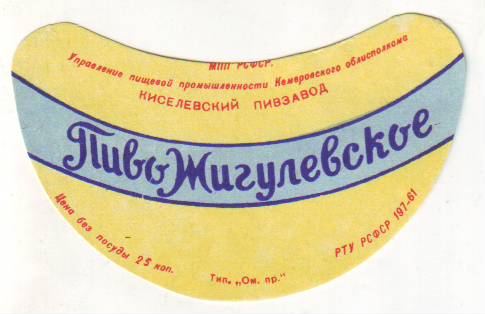 МПП РСФСР.
Управление пищевой промышленности Кемеровского облисполкома
КИСЕЛЕВСКИЙ ПИВЗАВОД
Пиво Жигулевское
Цена без посуды 25 коп.
Тип. „Ом. пр."
РТУ РСФСР 197-61